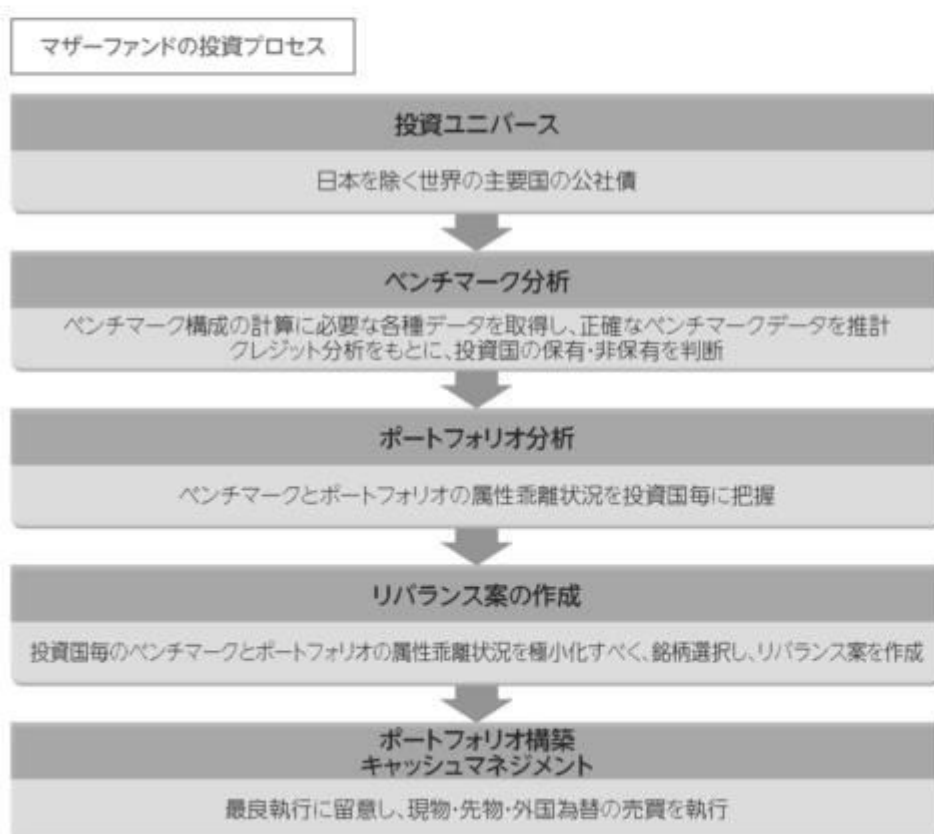 マザーファンドの投資プロセス
投資ユニバース
日本を除く世界の主要国の公社債
ベンチマーク分析
ベンチマーク構成の計算に必要な各種データを取得し、正確なベンチマークデータを推計
クレジット分析をもとに、投資国の保有・非保有を判断
ポートフォリオ分析
ベンチマークとポートフォリオの属性乖離状況を投資国毎に把握
リバランス案の作成
投資国毎のベンチマークとポートフォリオの属性乖離状況を極小化すべく、銘柄選択し、リバランス案を作成
ポートフォリオ構築
キャッシュマネジメント
最良執行に留意し、現物・先物・外国為替の売買を執行